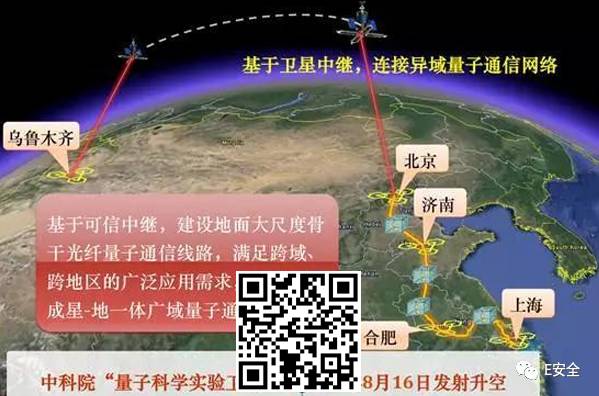 基于卫星中继，连接异域量子通信网络
乌鲁木齐
北京
济南
基于可信中继，建设地面大尺度骨
干光纤量子通信线路，满足跨域、
跨地区的广泛应用需求
成星-地一体广域量子通
上海
合肥
E安全
中科院“量子科学实验
8月16日发射升空
South Korea